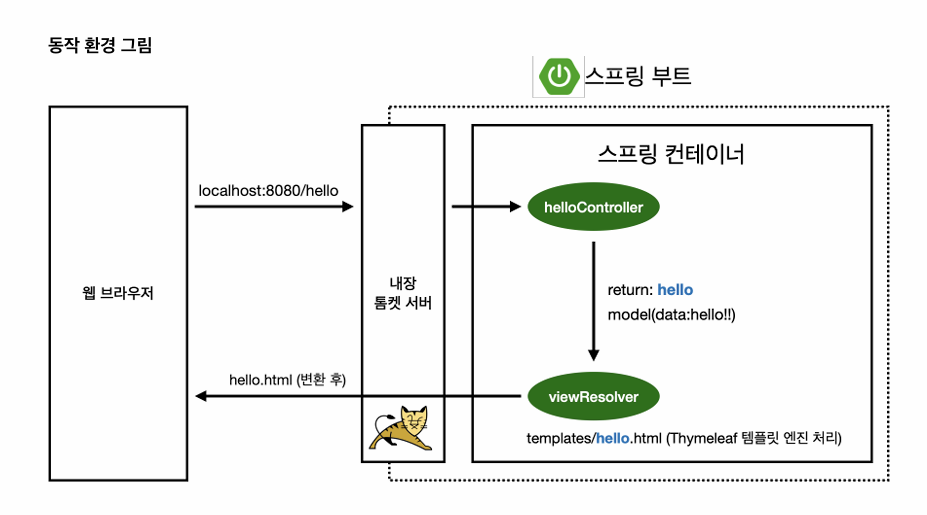 동작 환경 그림
스프링 부트
스프링 컨테이너
localhost:8080/hello
helloController
웹 브라우저
내장
톰켓 서버
return: hello
model(data:hello!!)
hello.html (변환 후)
viewResolver
templates/hello.html (Thymeleaf 템플릿 엔진 처리)